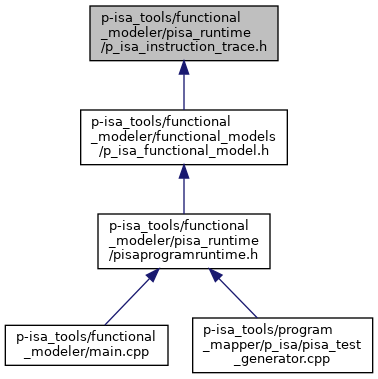 p-isa_tools/functional
_modeler/pisa_runtime
/p_isa_instruction_trace.h
p-isa_tools/functional
_modeler/functional_models
/p_isa_functional_model.h
p-isa_tools/functional
_modeler/pisa_runtime
/pisaprogramruntime.h
p-isa_tools/functional
_modeler/main.cpp
p-isa_tools/program
_mapper/p_isa/pisa_test
_generator.cpp